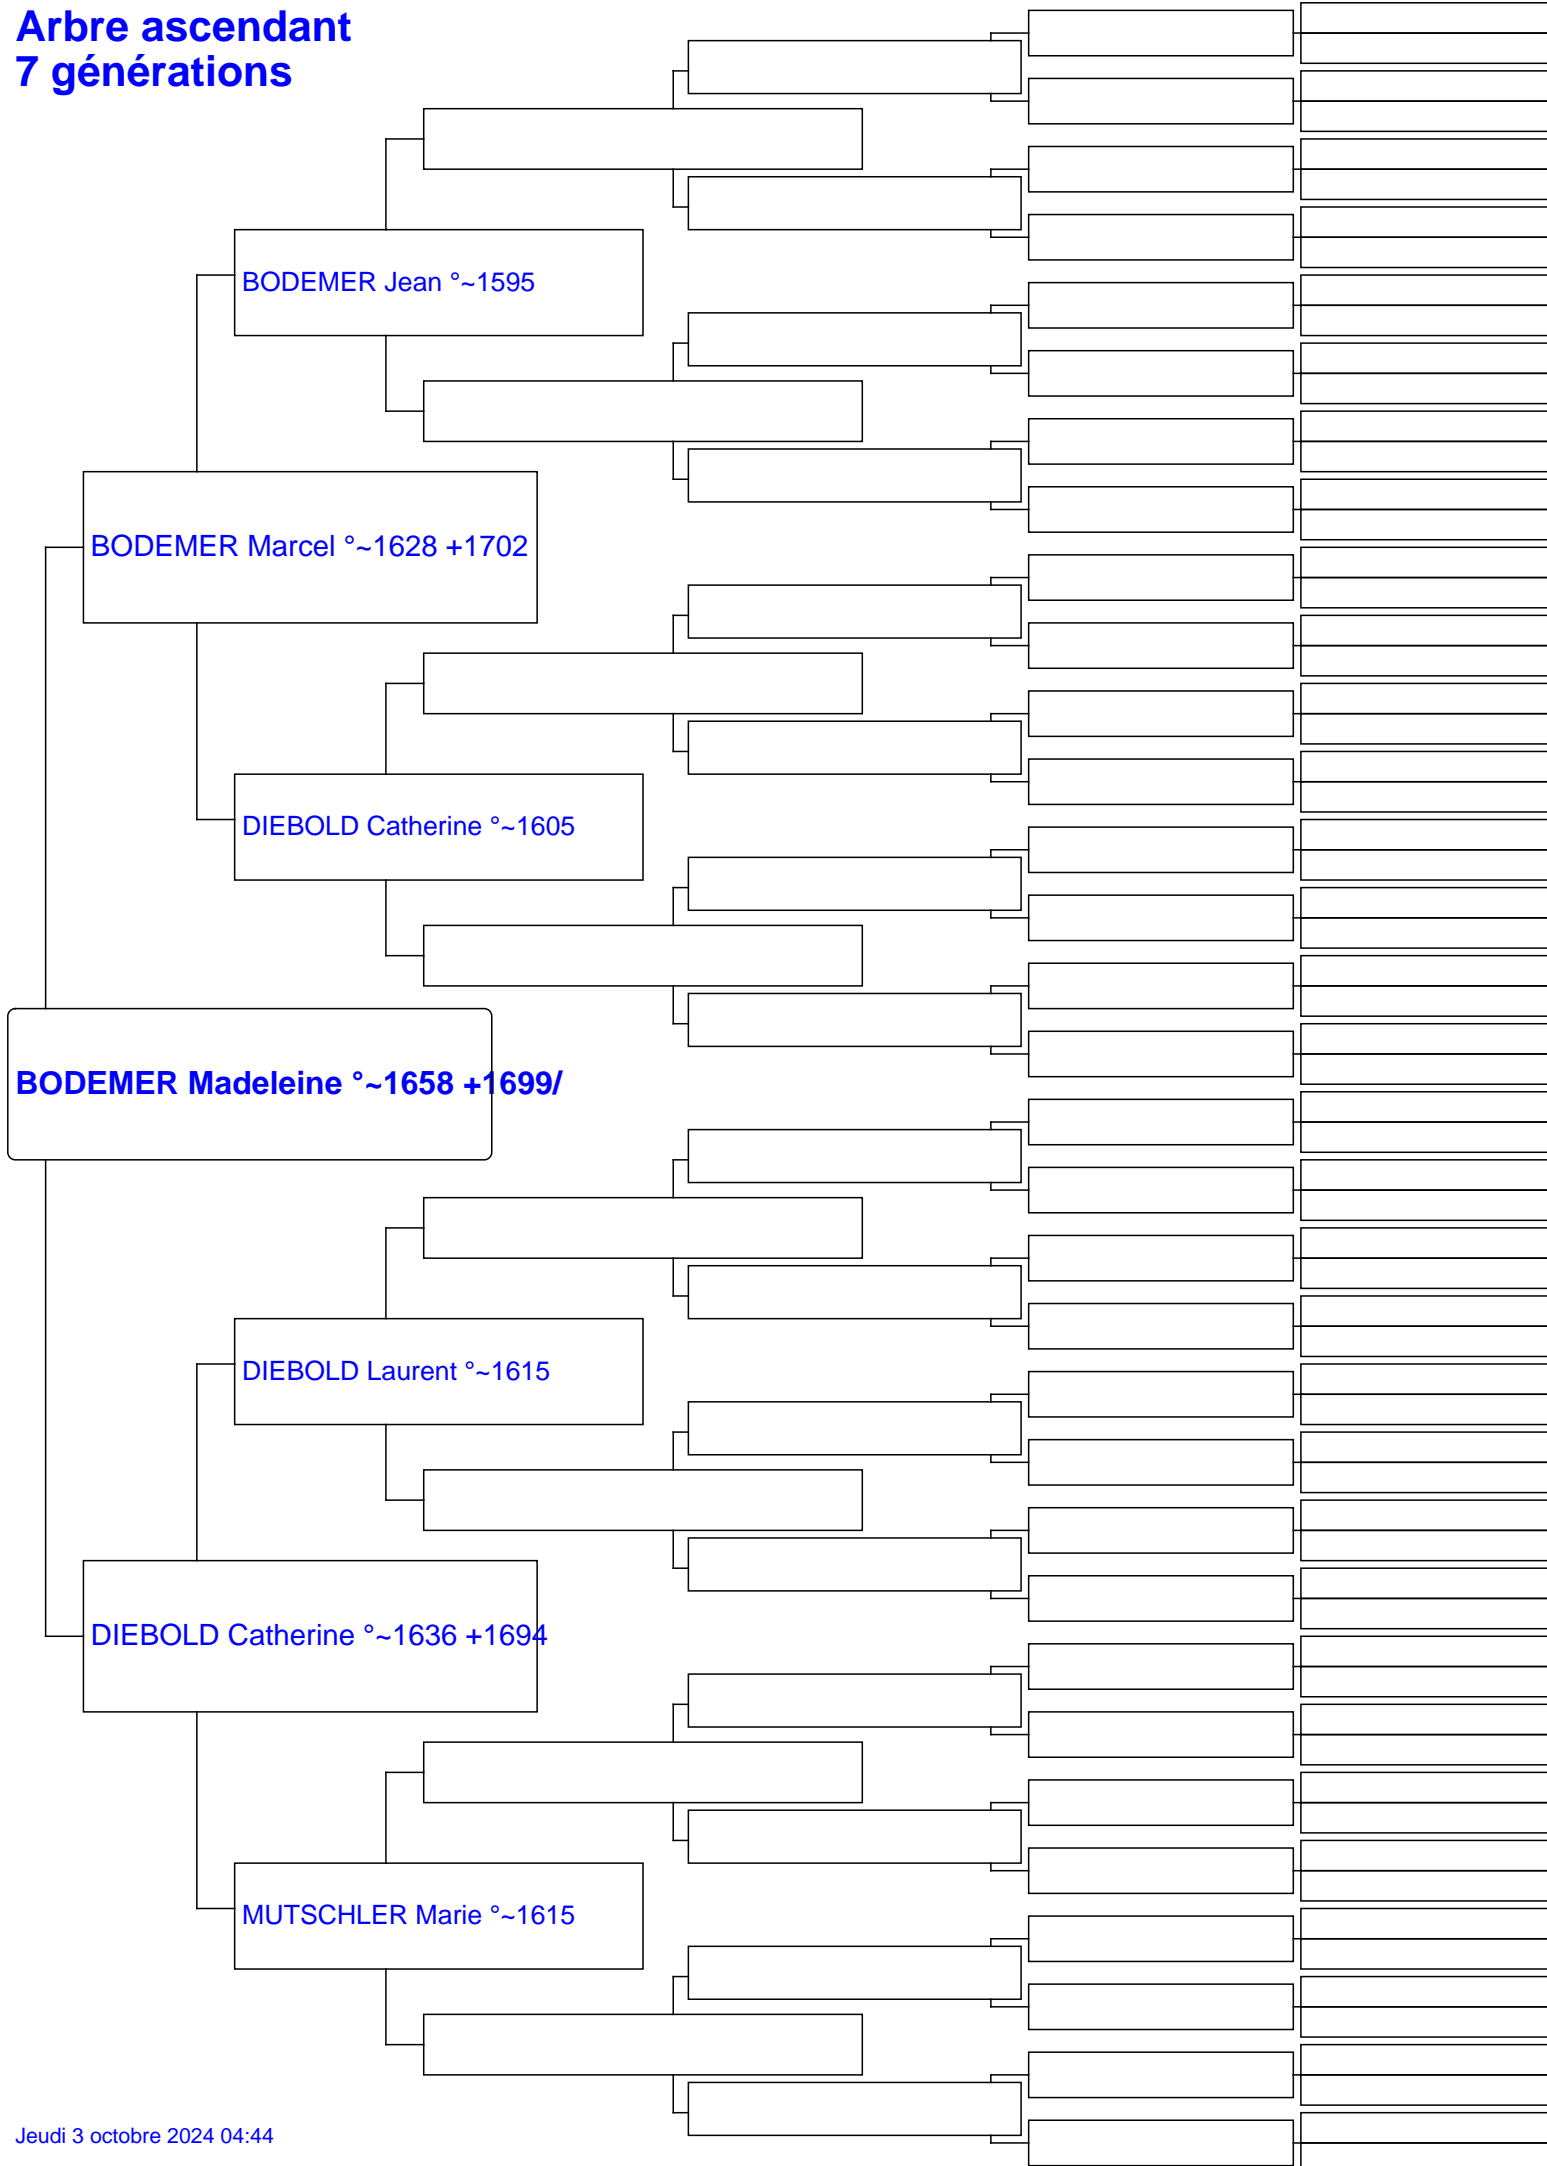 Arbre ascendant
7 générations
BODEMER Jean °~1595
BODEMER Marcel °~1628 +1702
DIEBOLD Catherine °~1605
BODEMER Madeleine °~1658 +1699/
DIEBOLD Laurent °~1615
DIEBOLD Catherine °~1636 +1694
MUTSCHLER Marie °~1615
Jeudi 3 octobre 2024 04:44